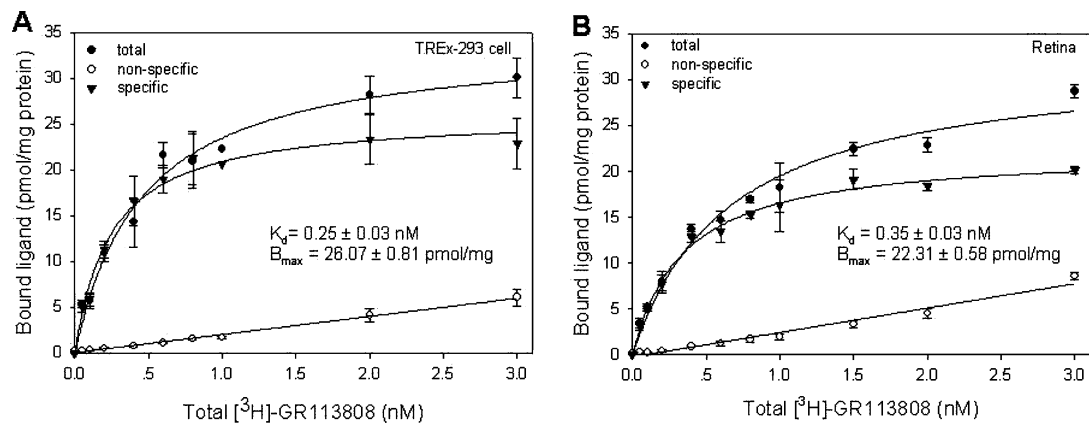 A
TREx-293 cell
total
non-specific
specific
Bound ligand (pmol/mg protein)
35
30
25
20
15
10
5
0
Kd= 0.25 ± 0.03 nM
Bmax = 26.07 ± 0.81 pmol/mg
0.0 .5 1.0 1.5 2.0 2.5 3.0
Total [³H]-GR113808 (nM)
B
Retina
total
non-specific
specific
Bound ligand (pmol/mg protein)
35
30
25
20
15
10
5
0
Kd = 0.35 ± 0.03 nM
Bmax = 22.31 ± 0.58 pmol/mg
0.0 .5 1.0 1.5 2.0 2.5 3.0
Total [³H]-GR113808 (nM)